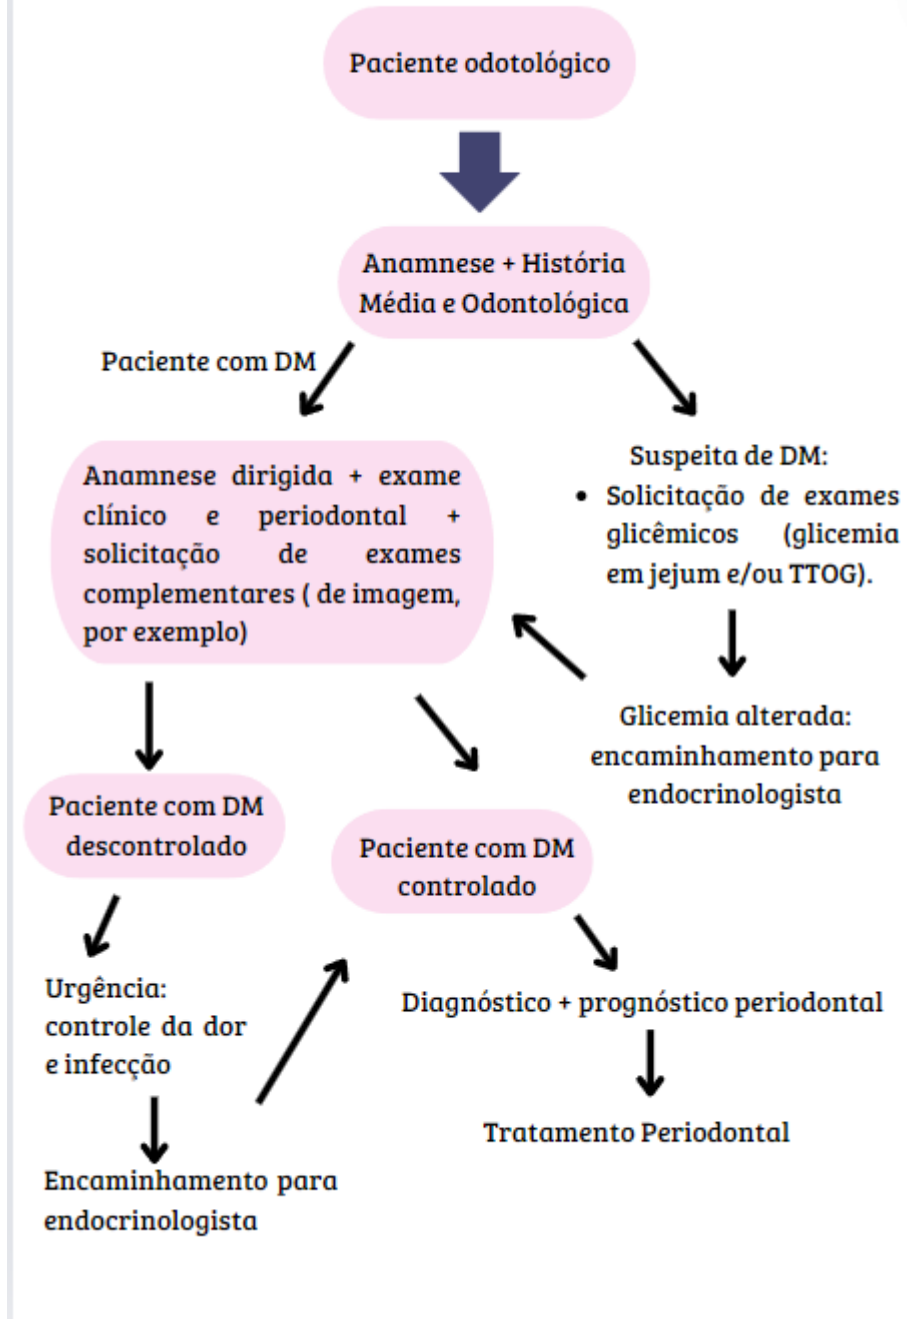 Paciente odotológico
Anamnese + História
Média e Odontológica
Paciente com DM
Anamnese dirigida + exame
clínico e periodontal +
solicitação de exames
complementares ( de imagem,
por exemplo)
Suspeita de DM:
• Solicitação de exames
glicêmicos (glicemia
em jejum e/ou TTOG).
Glicemia alterada:
encaminhamento para
endocrinologista
Paciente com DM
descontrolado
Paciente com DM
controlado
Urgência:
controle da dor
e infecção
Encaminhamento para
endocrinologista
Diagnóstico + prognóstico periodontal
Tratamento Periodontal